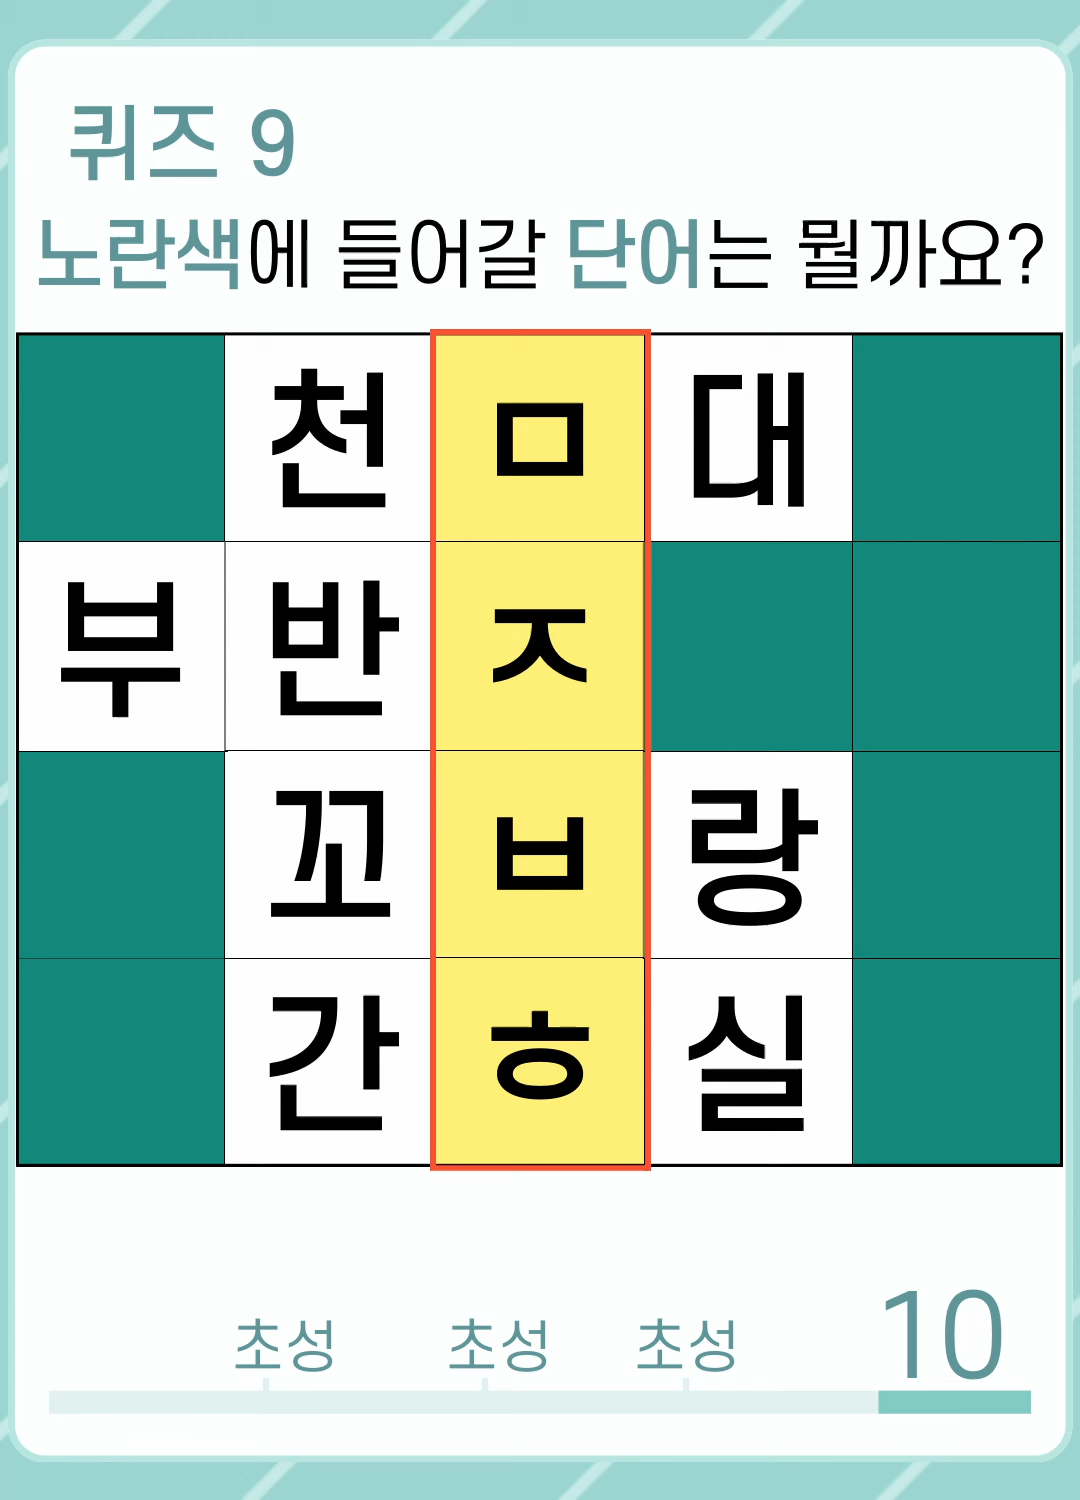 퀴즈 9
노란색에 들어갈 단어는 뭘까요?
천 ㅁ 대
부 반 ㅈ
꼬 ㅂ 랑
간 ㅎ 실
초성 초성 초성 10